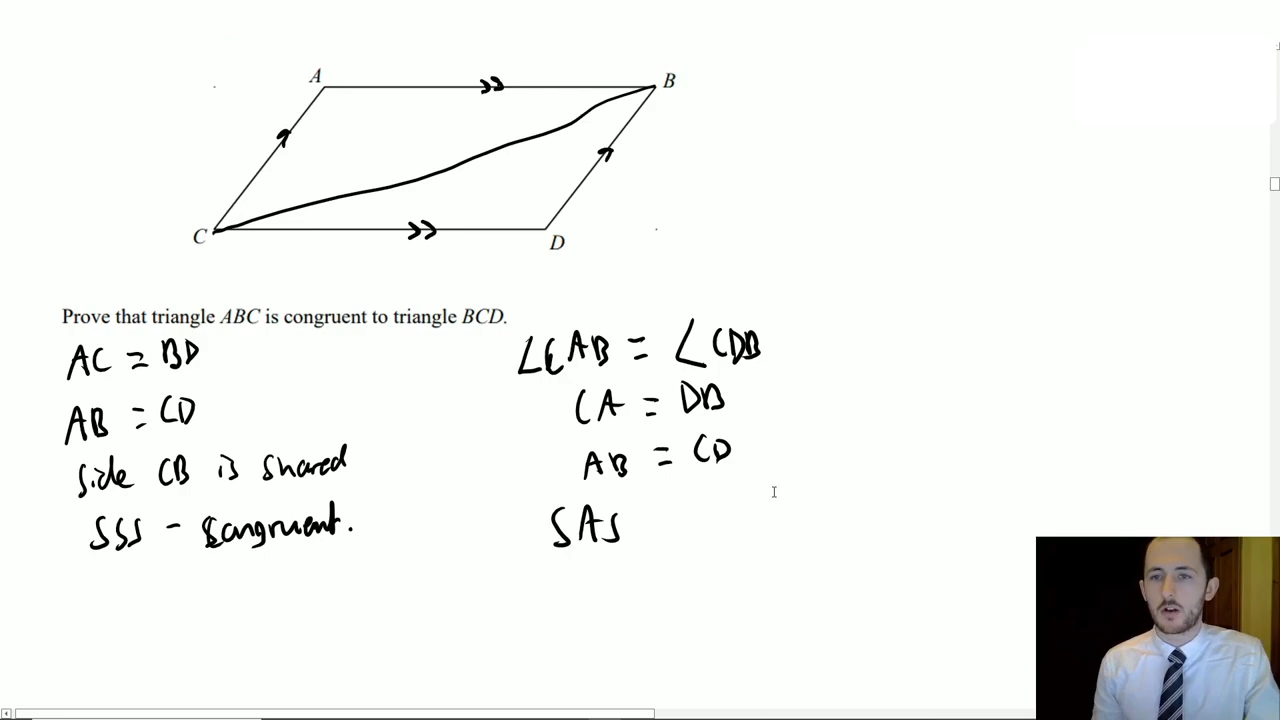 A
B
C
D
Prove that triangle ABC is congruent to triangle BCD.
AC = BD
AB = CD
Side CB is shared
SSS - congruent.
∠CAB = ∠CDB
CA = DB
AB = CD
SAS